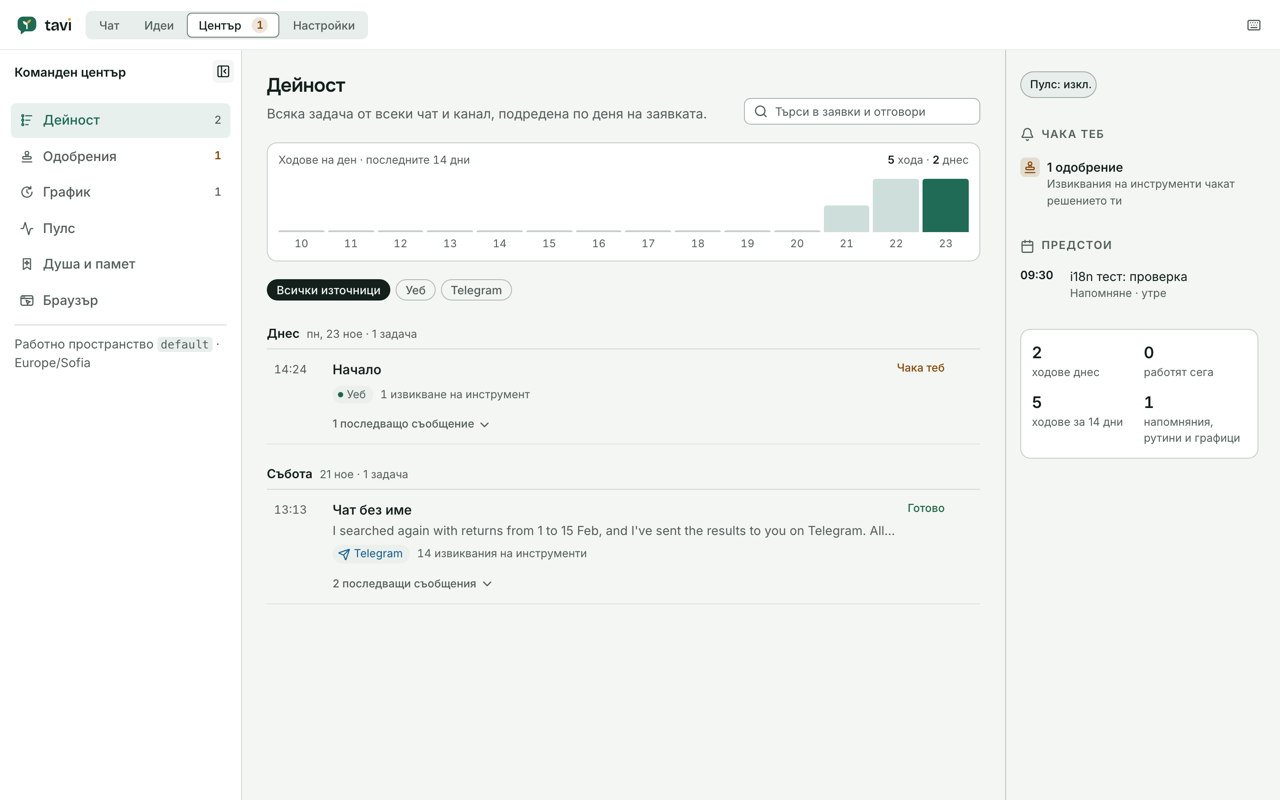 tavi
Чат
Идеи
Център 1
Настройки
Команден център
Дейност 2
Одобрения 1
График 1
Пулс
Душа и памет
Браузър
Работно пространство default ·
Europe/Sofia
Дейност
Всяка задача от всеки чат и канал, подредена по деня на заявката.
Търси в заявки и отговори
Ходове на ден · последните 14 дни
5 хода · 2 днес
10 11 12 13 14 15 16 17 18 19 20 21 22 23
Всички източници
Уеб
Telegram
Днес пн, 23 ное · 1 задача
14:24 Начало Чака теб
Уеб 1 извикване на инструмент
1 последващо съобщение
Събота 21 ное · 1 задача
13:13 Чат без име Готово
I searched again with returns from 1 to 15 Feb, and I've sent the results to you on Telegram. All…
Telegram 14 извиквания на инструменти
2 последващи съобщения
Пулс: изкл.
ЧАКА ТЕБ
1 одобрение
Извиквания на инструменти чакат
решението ти
ПРЕДСТОИ
09:30 i18n тест: проверка
Напомняне · утре
2 0
ходове днес работят сега
5 1
ходове за 14 дни напомняния,
рутини и графици